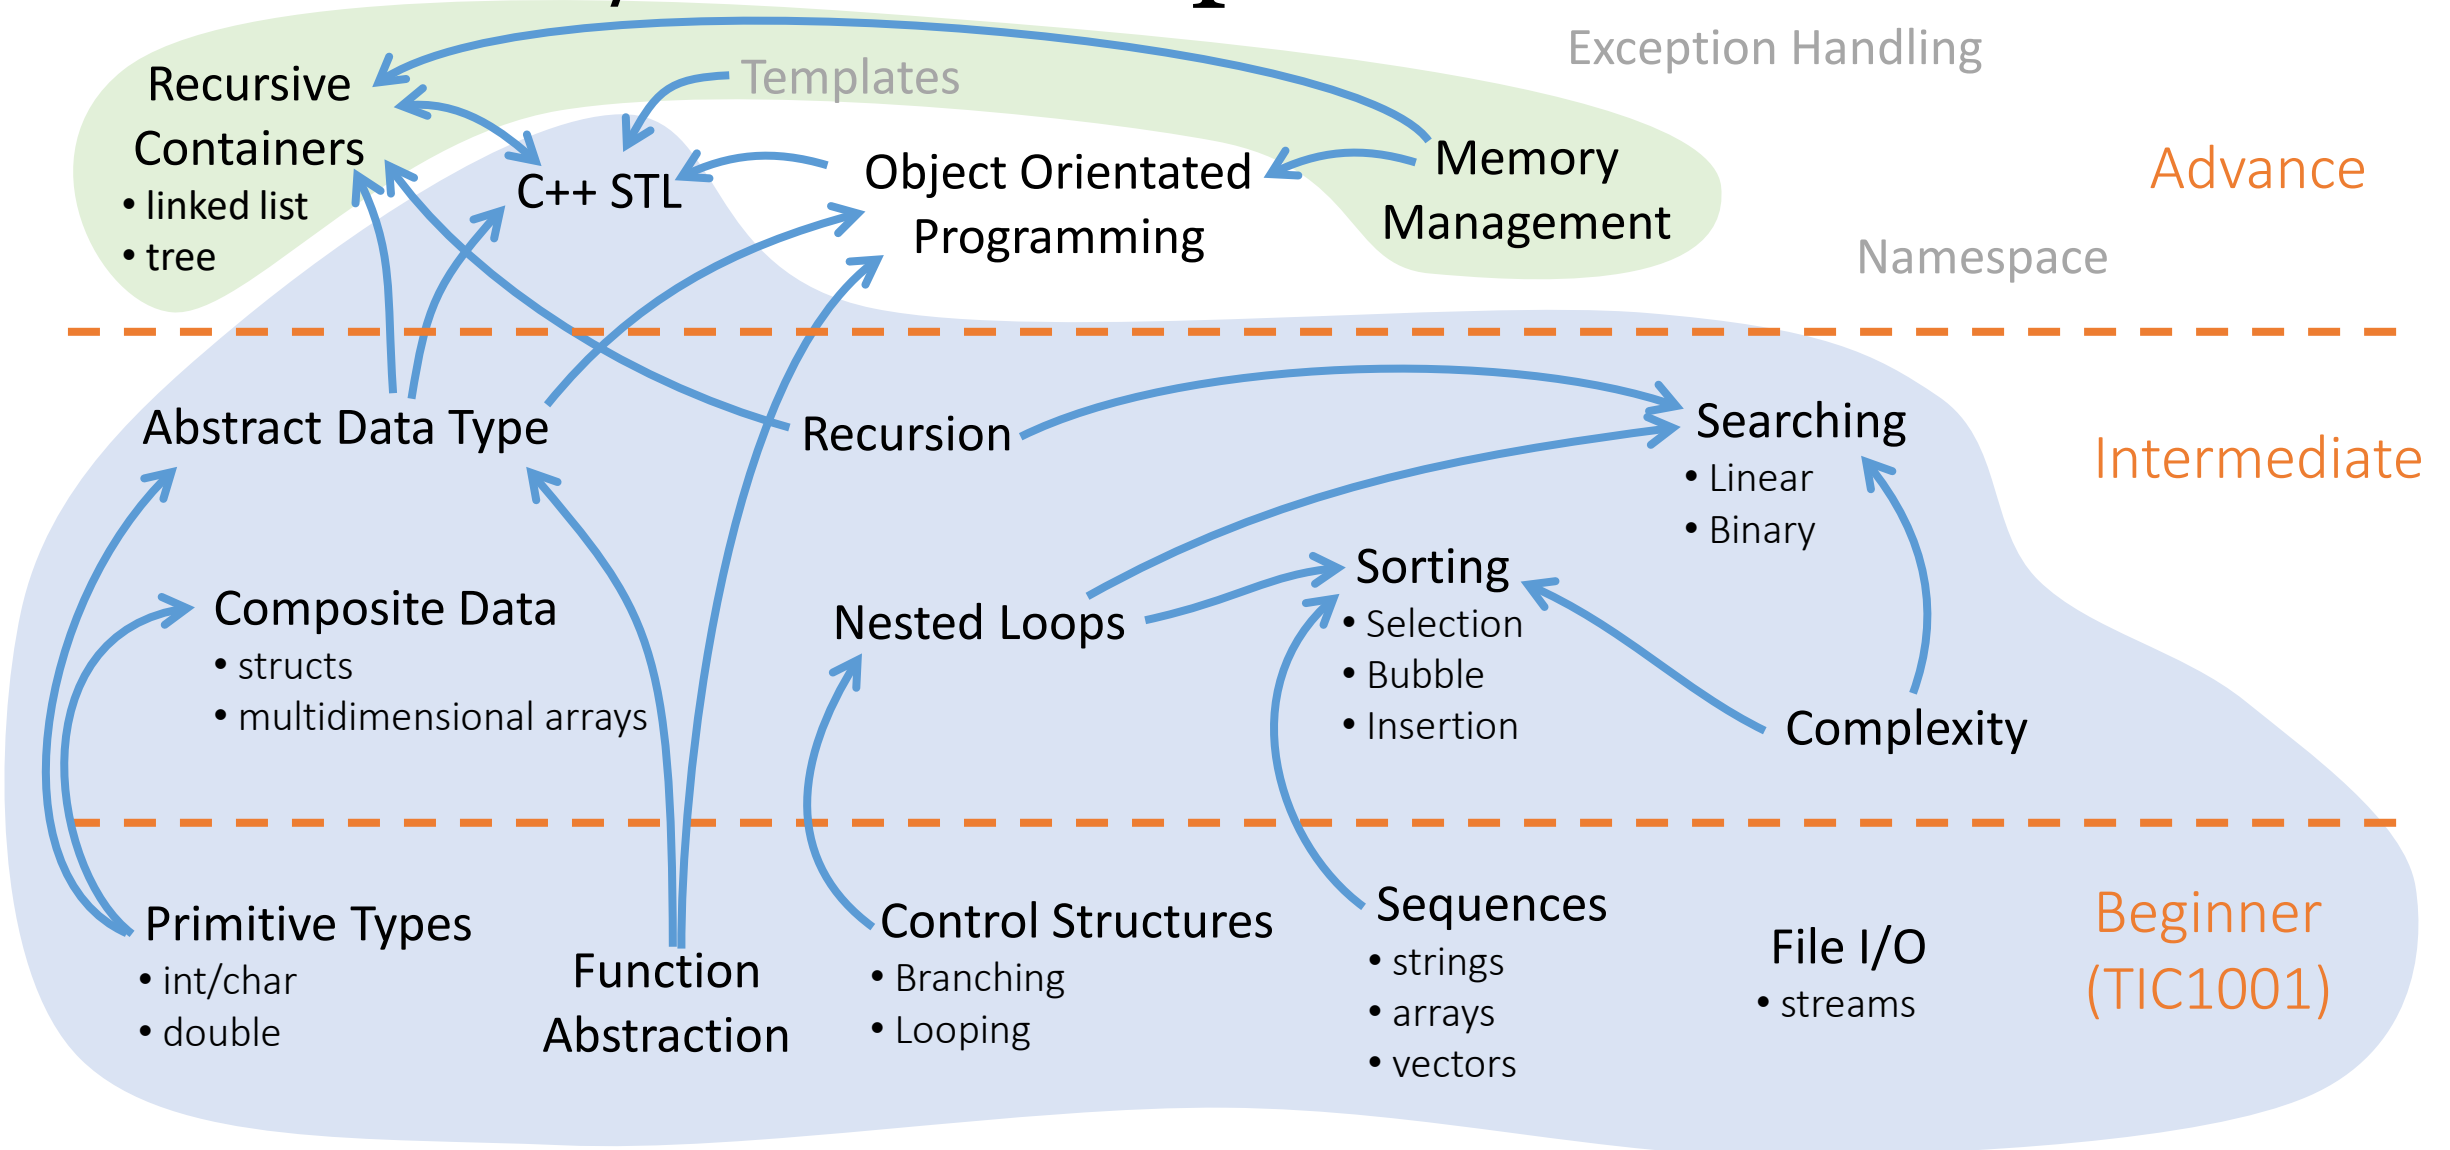 Exception Handling
Templates
Recursive
Containers
• linked list
• tree
C++ STL
Object Orientated
Programming
Memory
Management
Advance
Namespace
Abstract Data Type
Recursion
Searching
• Linear
• Binary
Intermediate
Composite Data
• structs
• multidimensional arrays
Nested Loops
Sorting
• Selection
• Bubble
• Insertion
Complexity
Primitive Types
• int/char
• double
Function
Abstraction
Control Structures
• Branching
• Looping
Sequences
• strings
• arrays
• vectors
File I/O
• streams
Beginner
(TIC1001)